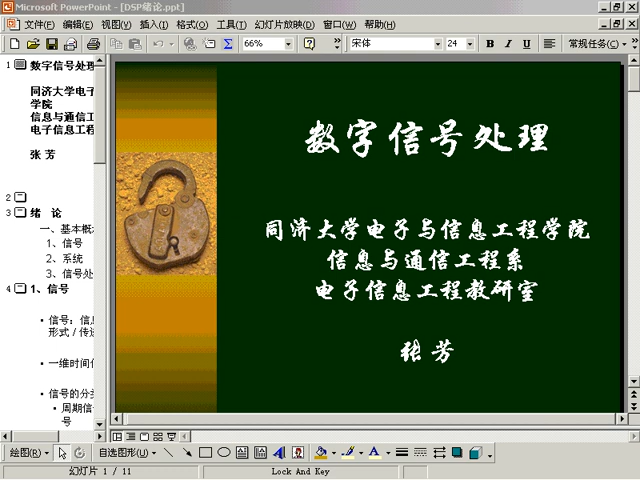 Microsoft PowerPoint - [DSP绪论.ppt]
文件(F) 编辑(E) 视图(V) 插入(I) 格式(O) 工具(T) 幻灯片放映(D) 窗口(W) 帮助(H)
66% 宋体 24 B I U 常规任务(C)
1 数字信号处理
同济大学电子
学院
信息与通信工
电子信息工程
张 芳
2
3 绪 论
一、基本概
1、信号
2、系统
3、信号处
4 1、信号
• 信号：信息
形式/传
• 一维时间信
• 信号的分
• 周期信
号
数字信号处理
同济大学电子与信息工程学院
信息与通信工程系
电子信息工程教研室
张芳
绘图(R) 自选图形(U)
幻灯片 1 / 11 Lock And Key